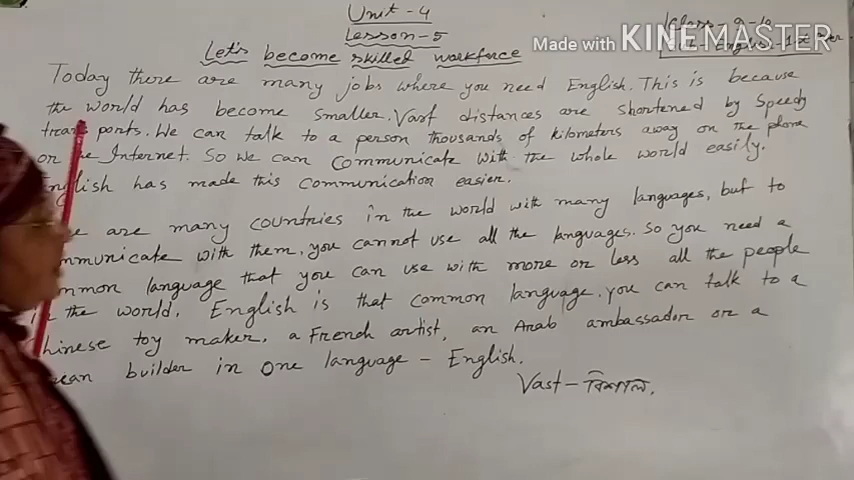 Unit - 4
Lesson - 5
Class - 9-10
Made with KINEMASTER
Let's become skilled workforce
Today there are many jobs where you need English. This is because
the world has become smaller. Vast distances are shortened by Speedy
ports. We can talk to a person thousands of kilometers away on the phone
or Internet. So we can communicate with the whole world easily.
has made this communication easier.
are many countries in the world with many languages, but to
with them, you cannot use all the languages. So you need a
language that you can use with more or less all the people
the world. English is that common language. you can talk to a
toy maker, a French artist, an Arab ambassador or a
builder in one language - English.
Vast - বিশাল.